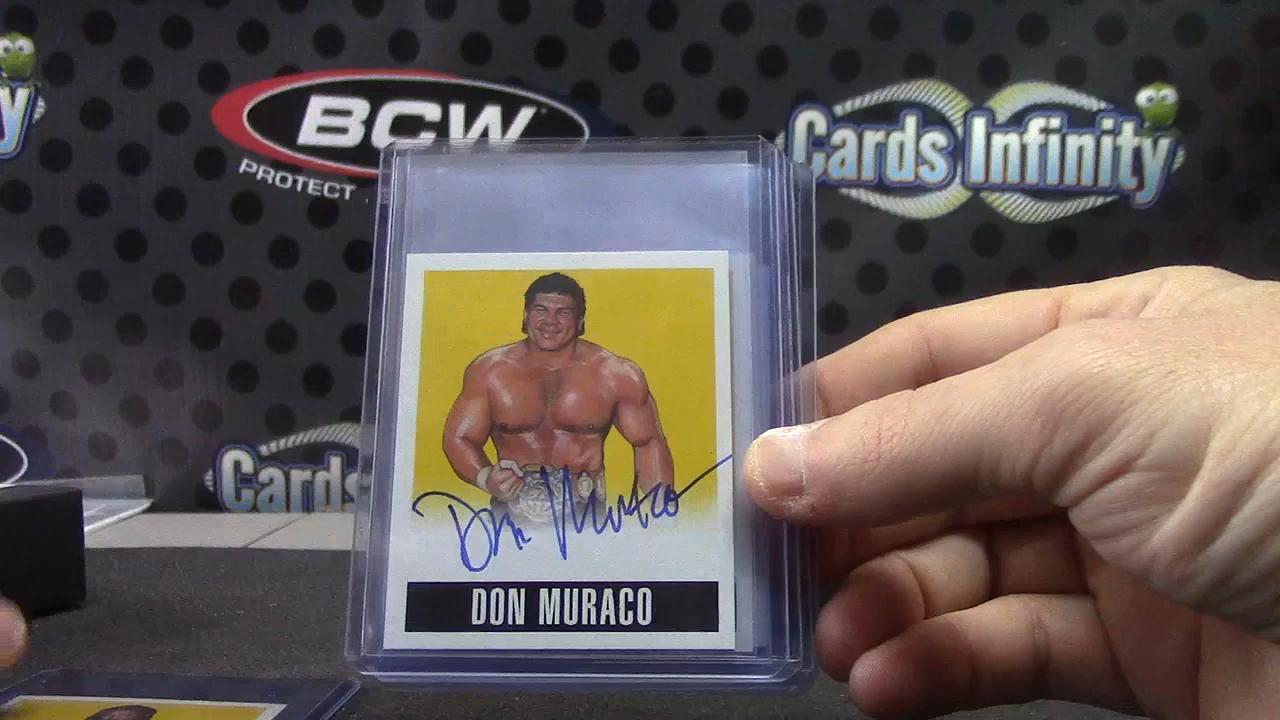 y
BCW
PROTECT
Cards Infinity
Cards
Don Muraco
DON MURACO